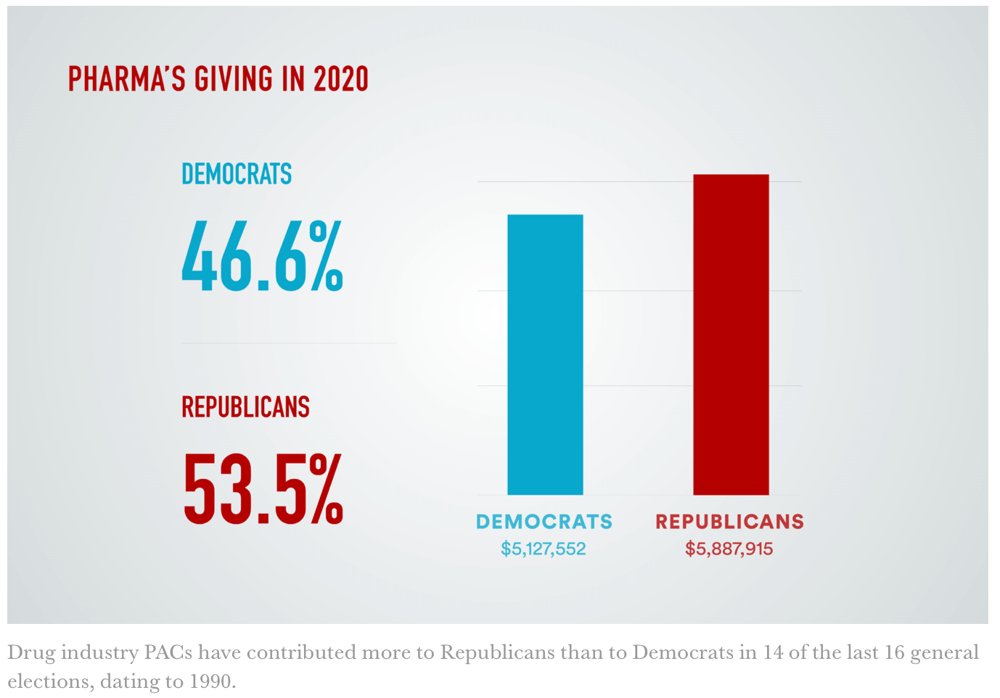 PHARMA'S GIVING IN 2020
DEMOCRATS
46.6%
REPUBLICANS
53.5%
DEMOCRATS
$5,127,552
REPUBLICANS
$5,887,915
Drug industry PACs have contributed more to Republicans than to Democrats in 14 of the last 16 general
elections, dating to 1990.